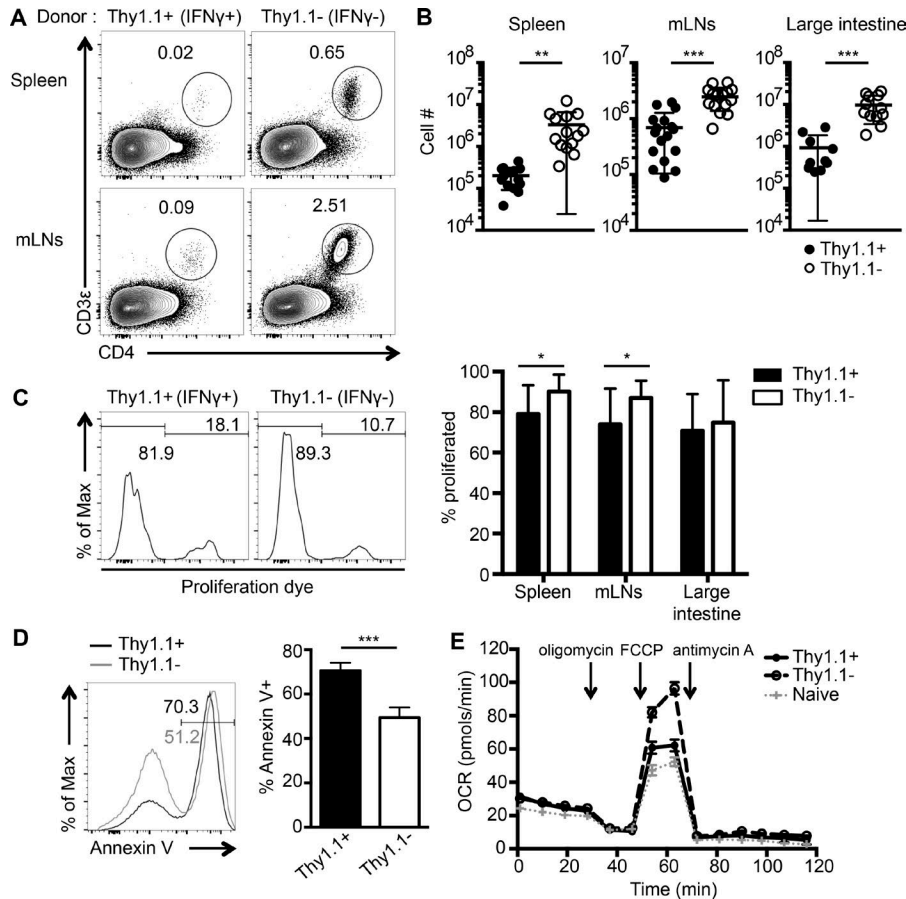 A
Donor : Thy1.1+ (IFNγ+) Thy1.1- (IFNγ-)
Spleen
0.02
0.65
mLNs
0.09
2.51
CD3ε
CD4
B
Spleen
mLNs
Large intestine
Cell #
10^8
10^7
10^6
10^5
10^4
**
10^7
10^6
10^5
10^4
***
10^8
10^7
10^6
10^5
10^4
***
Thy1.1+
Thy1.1-
C
Thy1.1+ (IFNγ+) Thy1.1- (IFNγ-)
18.1
81.9
10.7
89.3
% of Max
Proliferation dye
% proliferated
100
80
60
40
20
0
*
*
Thy1.1+
Thy1.1-
Spleen
mLNs
Large
intestine
D
Thy1.1+
Thy1.1-
70.3
51.2
% of Max
Annexin V
% Annexin V+
80
60
40
20
0
***
Thy1.1+
Thy1.1-
E
oligomycin
FCCP
antimycin A
Thy1.1+
Thy1.1-
Naive
OCR (pmols/min)
120
100
80
60
40
20
0
0 20 40 60 80 100 120
Time (min)